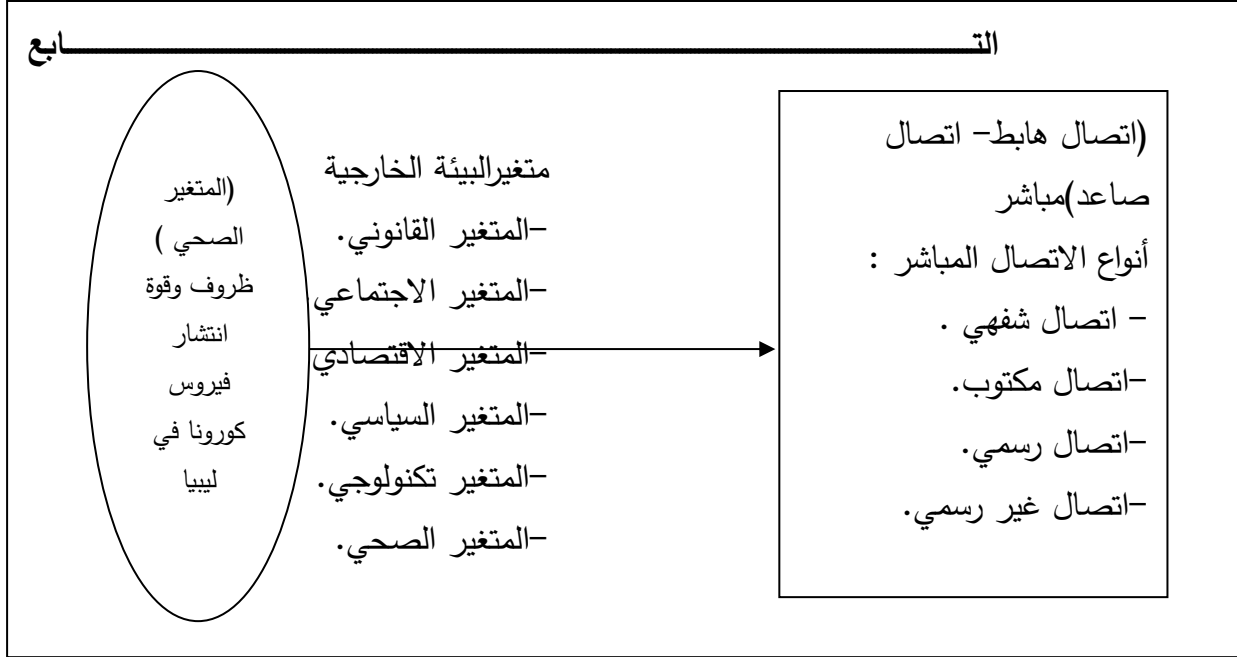 التـــــــــــــــــــــــــــــــــــــــــــــــــابع
(اتصال هابط- اتصال
صاعد)مباشر
أنواع الاتصال المباشر :
- اتصال شفهي .
-اتصال مكتوب.
-اتصال رسمي.
-اتصال غير رسمي.
متغيرالبيئة الخارجية
-المتغير القانوني.
-المتغير الاجتماعي
-المتغير الاقتصادي
-المتغير السياسي.
-المتغير تكنولوجي.
-المتغير الصحي.
(المتغير
الصحي )
ظروف وقوة
انتشار
فيروس
كورونا في
ليبيا